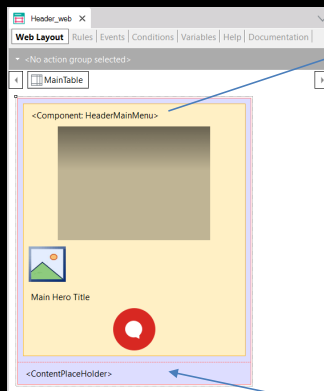 Header_web X
Web Layout | Rules | Events | Conditions | Variables | Help | Documentation |
<No action group selected>
MainTable
<Component: HeaderMainMenu>
Main Hero Title
<ContentPlaceHolder>